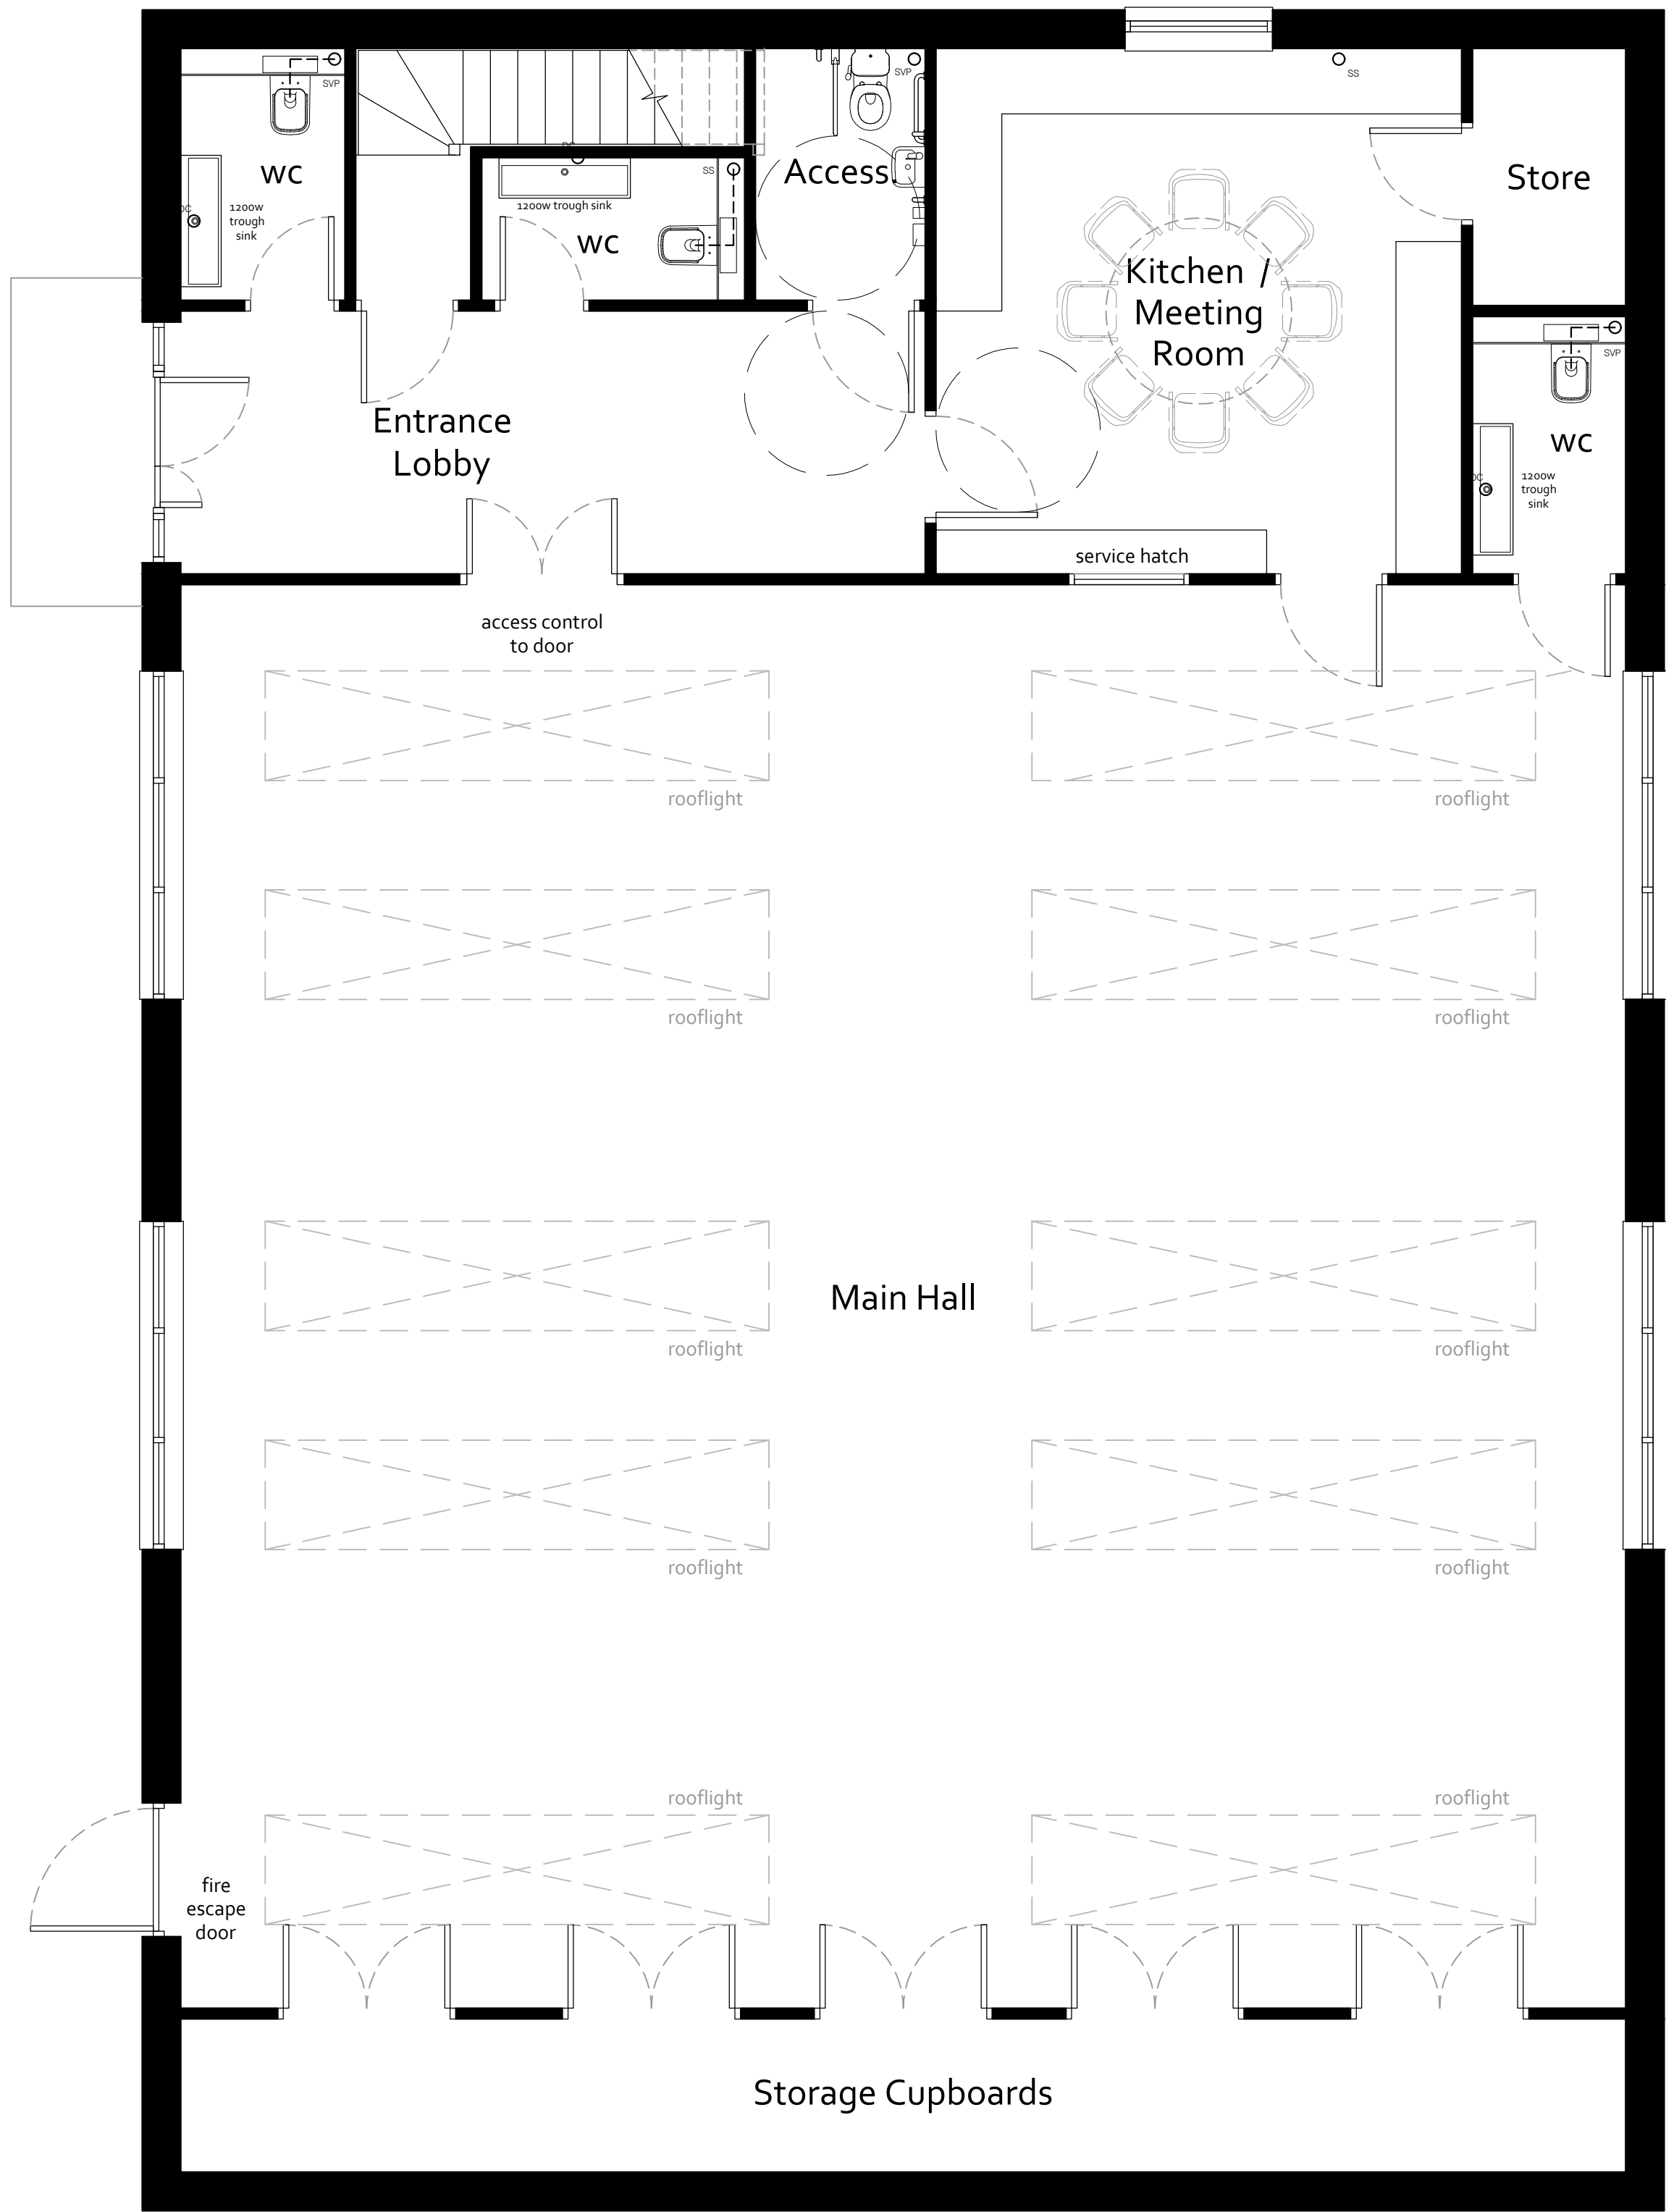 SVP
SVP
SS
wc
1200w
trough
sink
DC
SS
1200w trough sink
wc
Access.
Store
Kitchen /
Meeting
Room
SVP
wc
1200w
trough
sink
DC
Entrance
Lobby
service hatch
access control
to door
rooflight
rooflight
rooflight
rooflight
Main Hall
rooflight
rooflight
rooflight
rooflight
rooflight
rooflight
fire
escape
door
Storage Cupboards